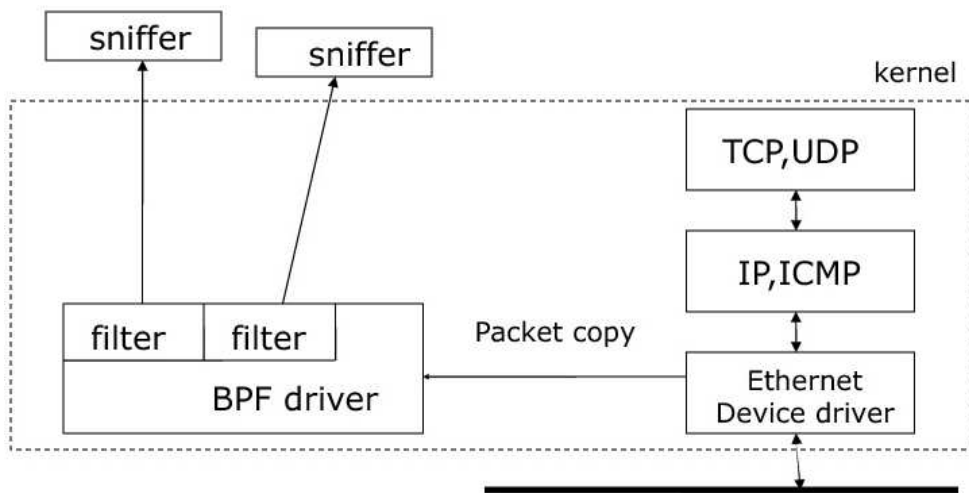 sniffer
sniffer
kernel
TCP,UDP
IP,ICMP
filter
filter
Packet copy
BPF driver
Ethernet
Device driver